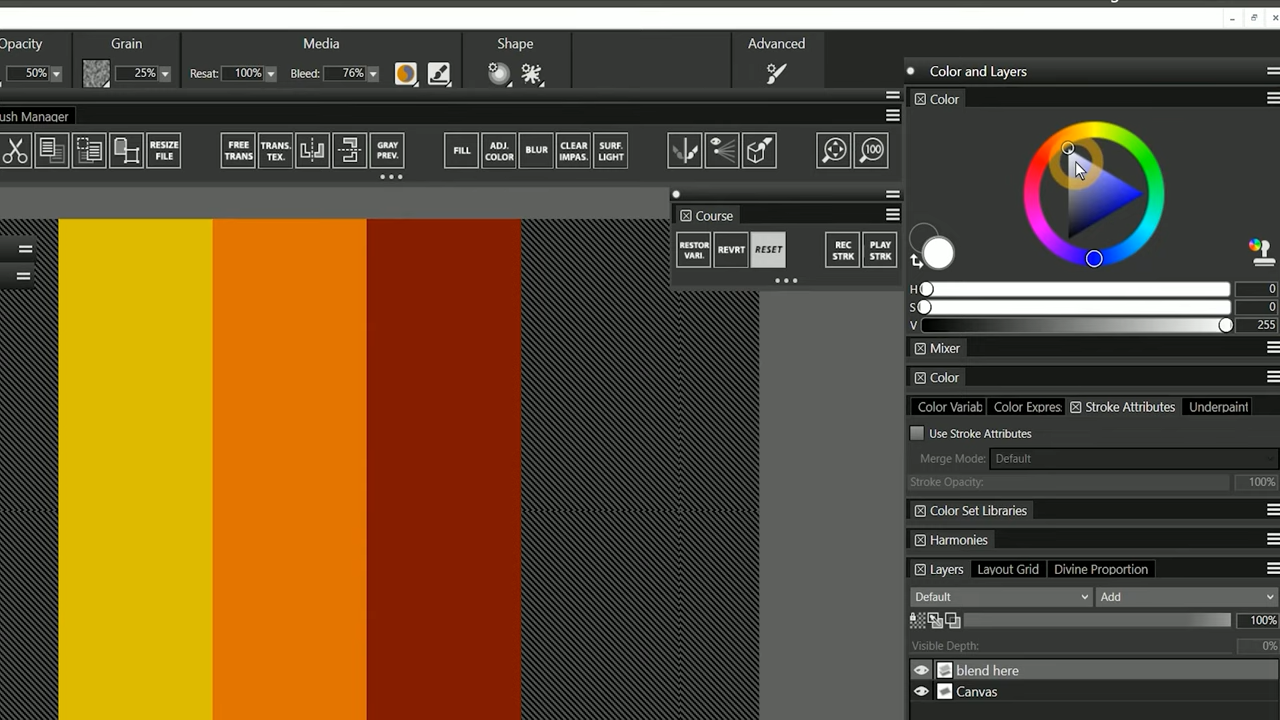 Opacity Grain Media Shape Advanced
50% 25% Resat: 100% Bleed: 76%
Color and Layers
Color
ush Manager
RESIZE FILE
FREE TRANS
TRANS. TEX.
GRAY PREV.
FILL
ADJ. COLOR
BLUR
CLEAR IMPAS.
SURF. LIGHT
100
Course
RESTOR VARI.
REVRT
RESET
REC STRK
PLAY STRK
H 0
S 0
V 255
Mixer
Color
Color Variab Color Expres Stroke Attributes Underpaint
Use Stroke Attributes
Merge Mode: Default
Stroke Opacity: 100%
Color Set Libraries
Harmonies
Layers Layout Grid Divine Proportion
Default Add
100%
Visible Depth: 0%
blend here
Canvas